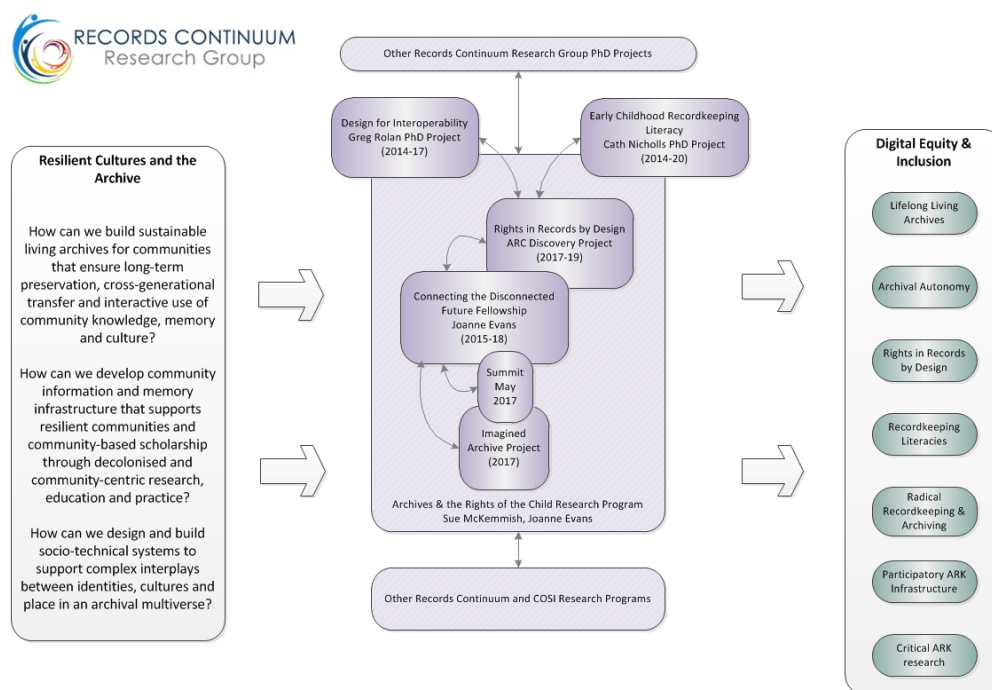 RECORDS CONTINUUM
Research Group
Resilient Cultures and the
Archive
How can we build sustainable
living archives for communities
that ensure long-term
preservation, cross-generational
transfer and interactive use of
community knowledge, memory
and culture?
How can we develop community
information and memory
infrastructure that supports
resilient communities and
community-based scholarship
through decolonised and
community-centric research,
education and practice?
How can we design and build
socio-technical systems to
support complex interplays
between identities, cultures and
place in an archival multiverse?
Other Records Continuum Research Group PhD Projects
Design for Interoperability
Greg Rolan PhD Project
(2014-17)
Early Childhood Recordkeeping
Literacy
Cath Nicholls PhD Project
(2014-20)
Rights in Records by Design
ARC Discovery Project
(2017-19)
Connecting the Disconnected
Future Fellowship
Joanne Evans
(2015-18)
Summit
May
2017
Imagined
Archive Project
(2017)
Archives & the Rights of the Child Research Program
Sue McKemmish, Joanne Evans
Other Records Continuum and COSI Research Programs
Digital Equity &
Inclusion
Lifelong Living
Archives
Archival Autonomy
Rights in Records
by Design
Recordkeeping
Literacies
Radical
Recordkeeping &
Archiving
Participatory ARK
Infrastructure
Critical ARK
research